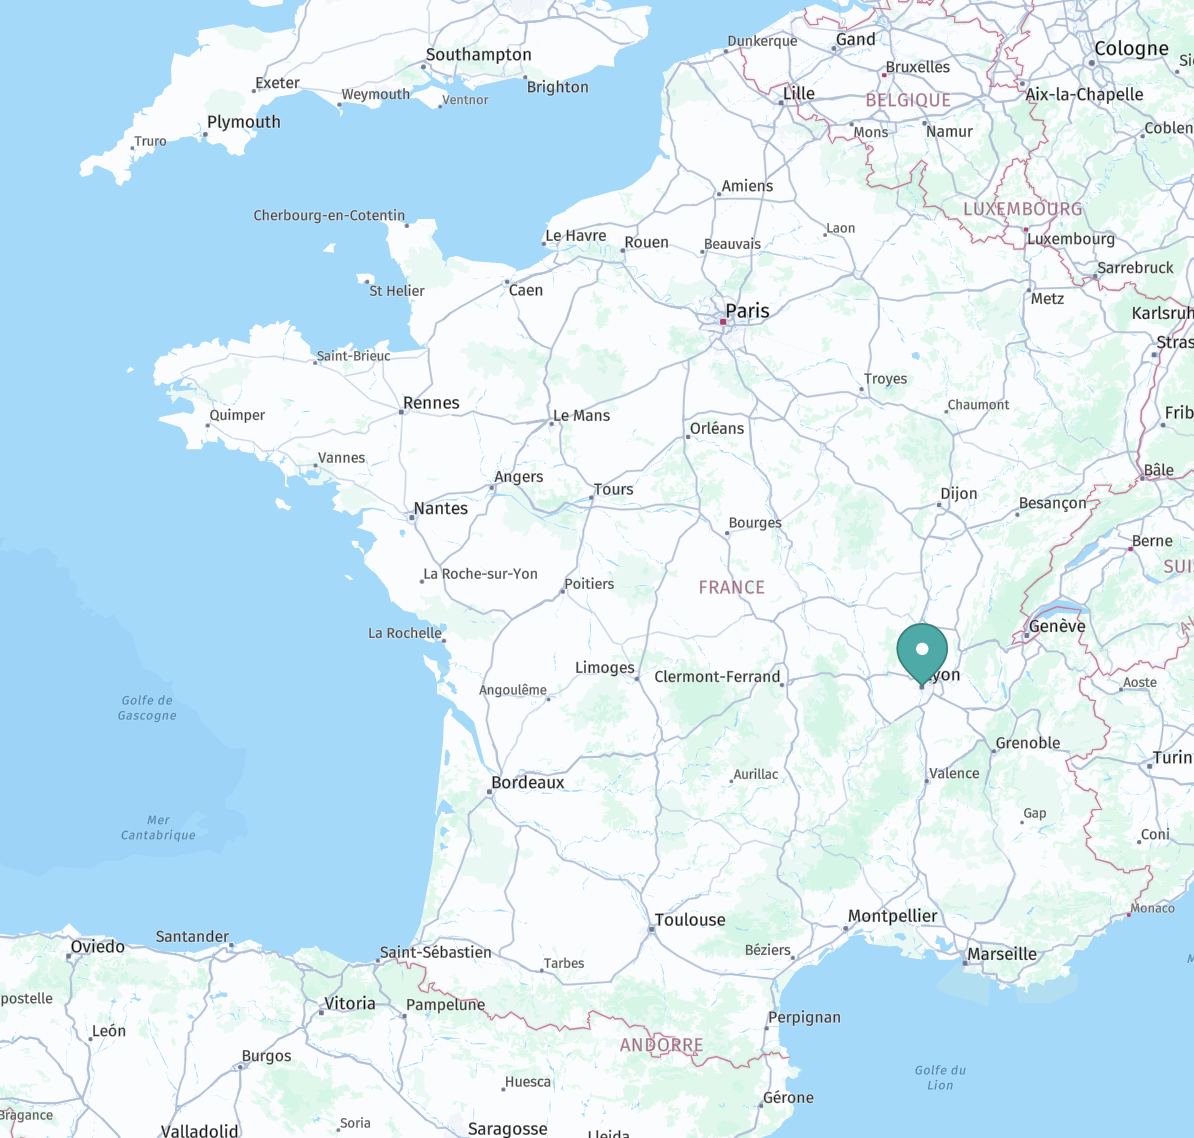 Dunkerque
Gand
Cologne
Southampton
Bruxelles
Exeter
Weymouth
Ventnor
Brighton
Lille
BELGIQUE
Aix-la-Chapelle
Plymouth
Truro
Mons
Namur
Coblen
Amiens
Cherbourg-en-Cotentin
LUXEMBOURG
Le Havre
Rouen
Beauvais
Laon
Luxembourg
Sarrebruck
St Helier
Caen
Metz
Paris
Karlsruh
Stras
Saint-Brieuc
Troyes
Chaumont
Rennes
Quimper
Le Mans
Orléans
Frib
Vannes
Angers
Tours
Bâle
Nantes
Dijon
Besançon
Bourges
Berne
La Roche-sur-Yon
Poitiers
FRANCE
SUIS
La Rochelle
Genève
Limoges
Clermont-Ferrand
yon
Angoulême
Aoste
Golfe de
Gascogne
Grenoble
Turin
Bordeaux
Aurillac
Valence
Mer
Cantabrique
Gap
Coni
Toulouse
Montpellier
Monaco
Santander
Oviedo
Saint-Sébastien
Béziers
Marseille
Tarbes
postelle
Vitoria
Pampelune
Perpignan
León
ANDORRE
Burgos
Golfe du
Lion
Huesca
Gérone
Bragance
Soria
Valladolid
Saragosse
Lleida